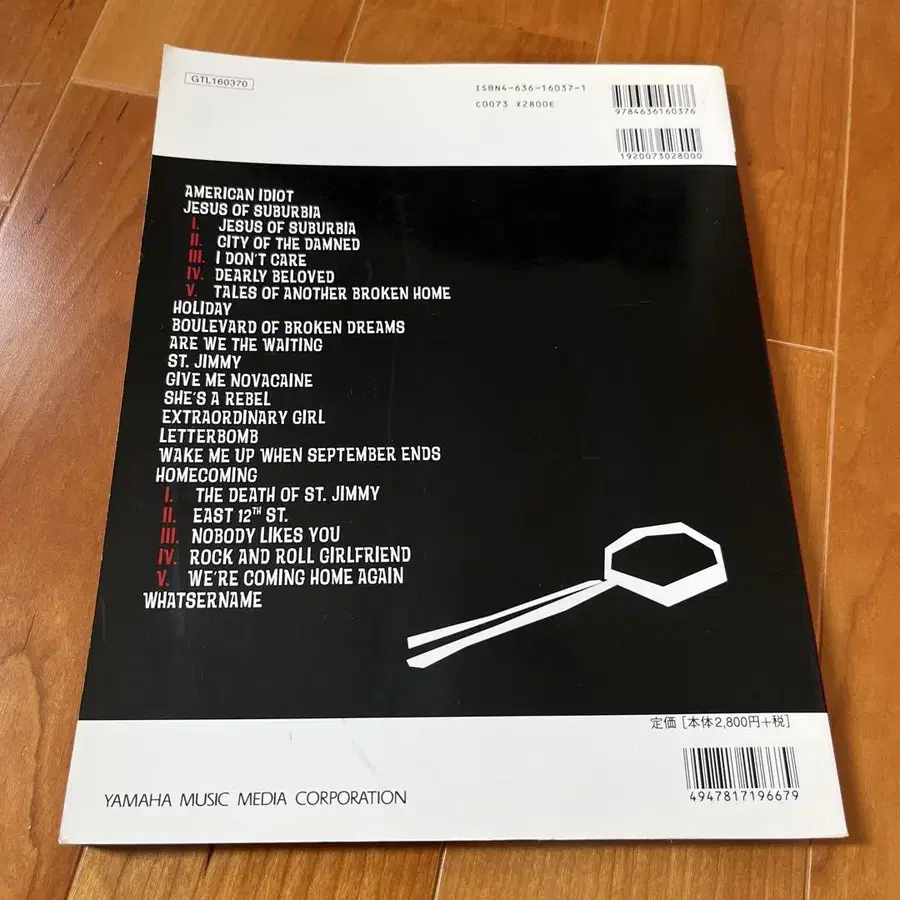 GTL160370
ISBN4-636-16037-1
C0073 ¥2800E
9784636160376
1920073028000
AMERICAN IDIOT
JESUS OF SUBURBIA
I. JESUS OF SUBURBIA
II. CITY OF THE DAMNED
III. I DON'T CARE
IV. DEARLY BELOVED
V. TALES OF ANOTHER BROKEN HOME
HOLIDAY
BOULEVARD OF BROKEN DREAMS
ARE WE THE WAITING
ST. JIMMY
GIVE ME NOVACAINE
SHE'S A REBEL
EXTRAORDINARY GIRL
LETTERBOMB
WAKE ME UP WHEN SEPTEMBER ENDS
HOMECOMING
I. THE DEATH OF ST. JIMMY
II. EAST 12TH ST.
III. NOBODY LIKES YOU
IV. ROCK AND ROLL GIRLFRIEND
V. WE'RE COMING HOME AGAIN
WHATSERNAME
定価[本体2,800円+税]
4947817196679
YAMAHA MUSIC MEDIA CORPORATION